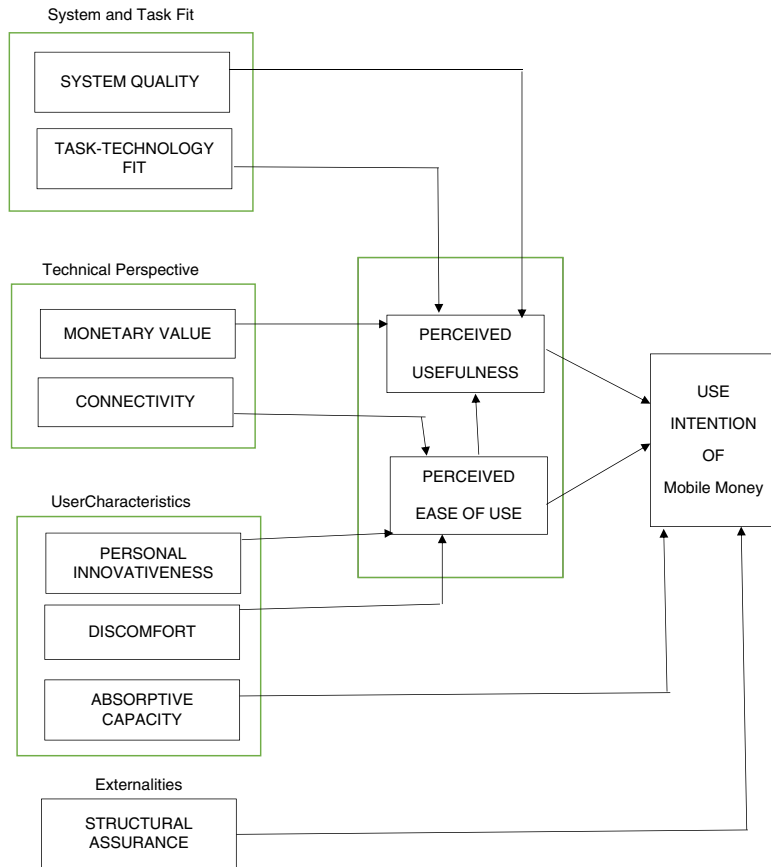 System and Task Fit
SYSTEM QUALITY
TASK-TECHNOLOGY
FIT
Technical Perspective
MONETARY VALUE
CONNECTIVITY
PERCEIVED
USEFULNESS
PERCEIVED
EASE OF USE
USE
INTENTION
OF
Mobile Money
UserCharacteristics
PERSONAL
INNOVATIVENESS
DISCOMFORT
ABSORPTIVE
CAPACITY
Externalities
STRUCTURAL
ASSURANCE